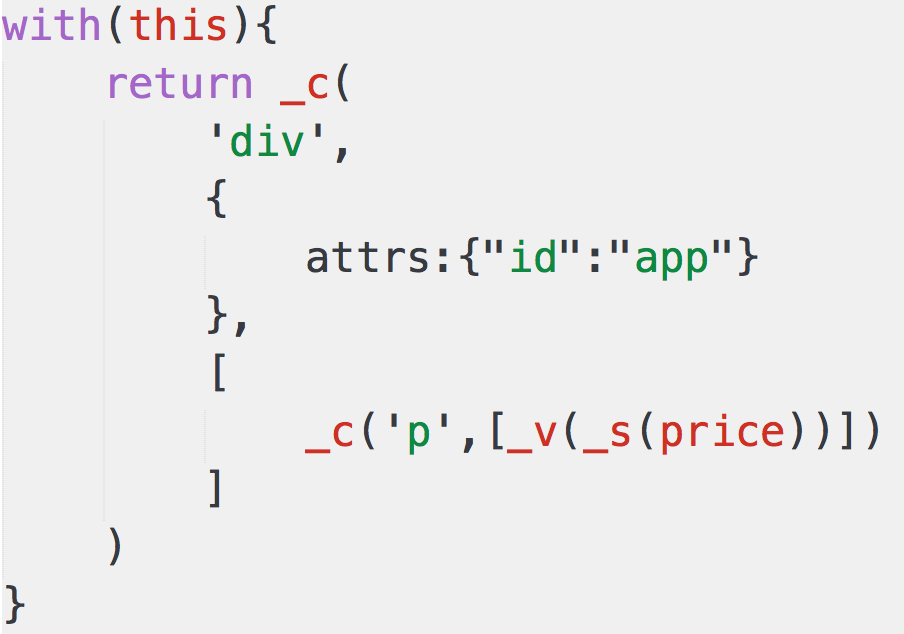 with(this){
    return _c(
        'div',
        {
            attrs:{"id":"app"}
        },
        [
            _c('p',[_v(_s(price))])
        ]
    )
}